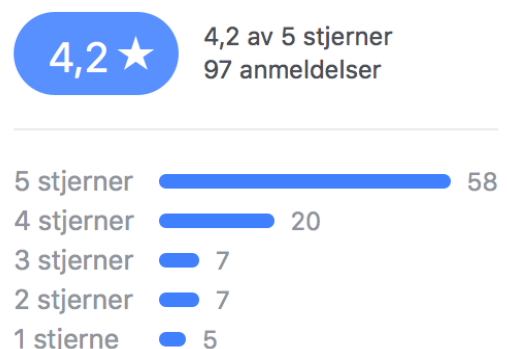 4,2 ★
4,2 av 5 stjerner
97 anmeldelser
5 stjerner 58
4 stjerner 20
3 stjerner 7
2 stjerner 7
1 stjerne 5